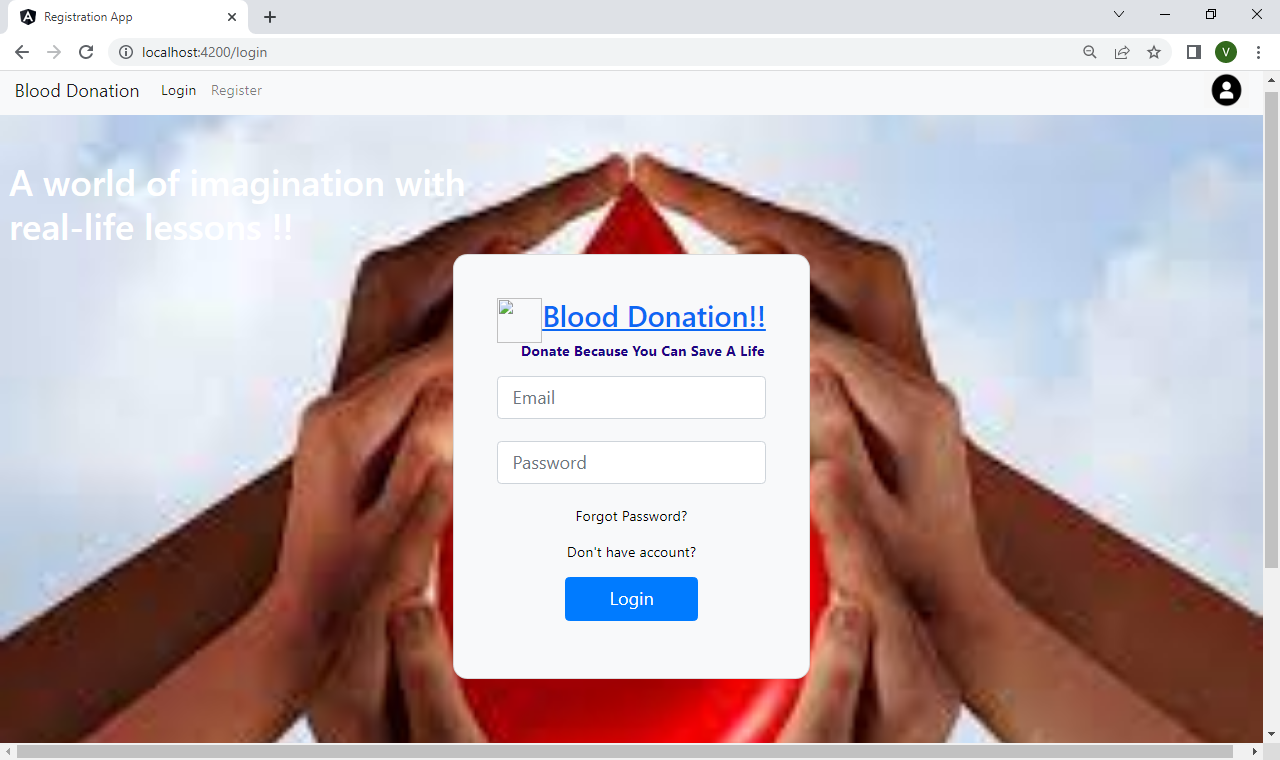 Registration App
localhost:4200/login
V
Blood Donation Login Register
A world of imagination with
real-life lessons !!
Blood Donation!!
Donate Because You Can Save A Life
Email
Password
Forgot Password?
Don't have account?
Login